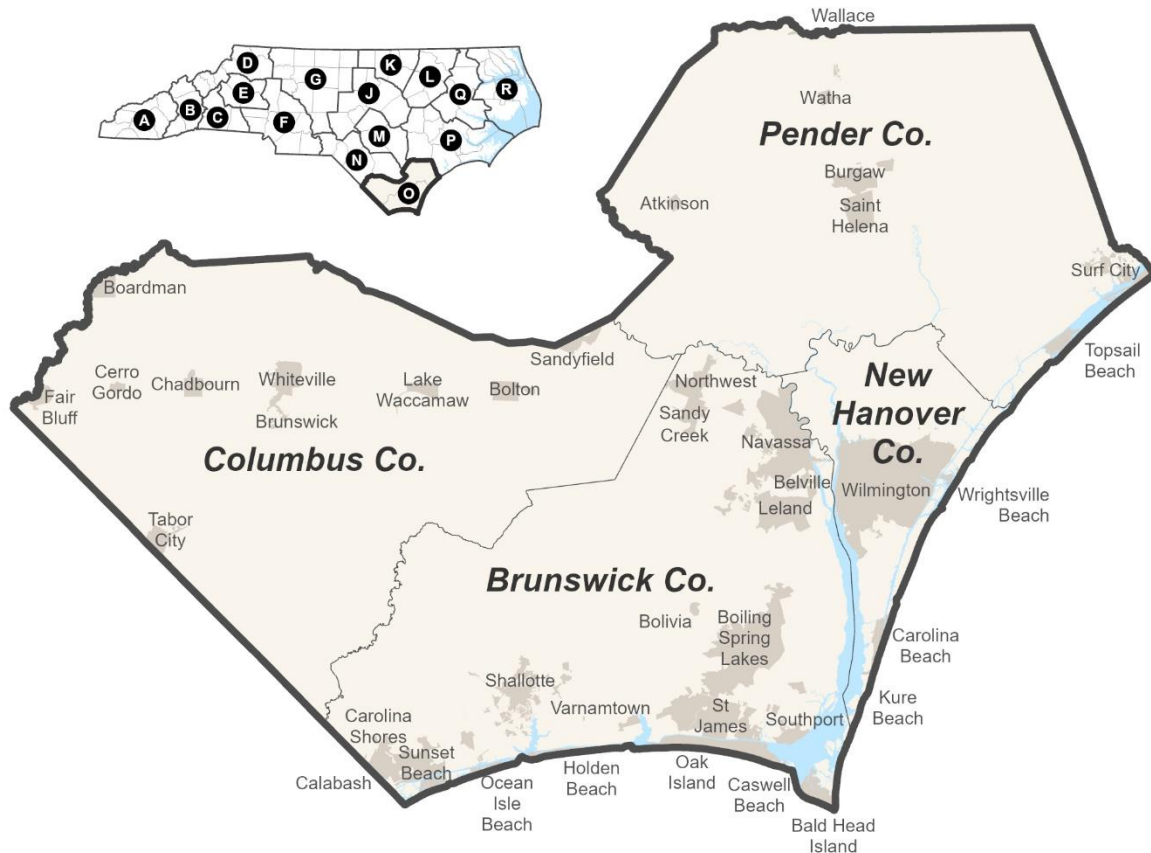 Wallace
D
K
L
G
E
J
Q
R
B
C
A
F
M
P
N
O
Watha
Pender Co.
Burgaw
Atkinson
Saint
Helena
Surf City
Boardman
Topsail
Beach
Sandyfield
Cerro
Gordo
Chadbourn
Whiteville
Lake
Waccamaw
Bolton
Northwest
New
Hanover
Co.
Fair
Bluff
Brunswick
Sandy
Creek
Navassa
Columbus Co.
Belville
Wilmington
Wrightsville
Beach
Leland
Tabor
City
Brunswick Co.
Bolivia
Boiling
Spring
Lakes
Carolina
Beach
Shallotte
Varnamtown
St
James
Southport
Kure
Beach
Carolina
Shores
Sunset
Beach
Calabash
Ocean
Isle
Beach
Holden
Beach
Oak
Island
Caswell
Beach
Bald Head
Island